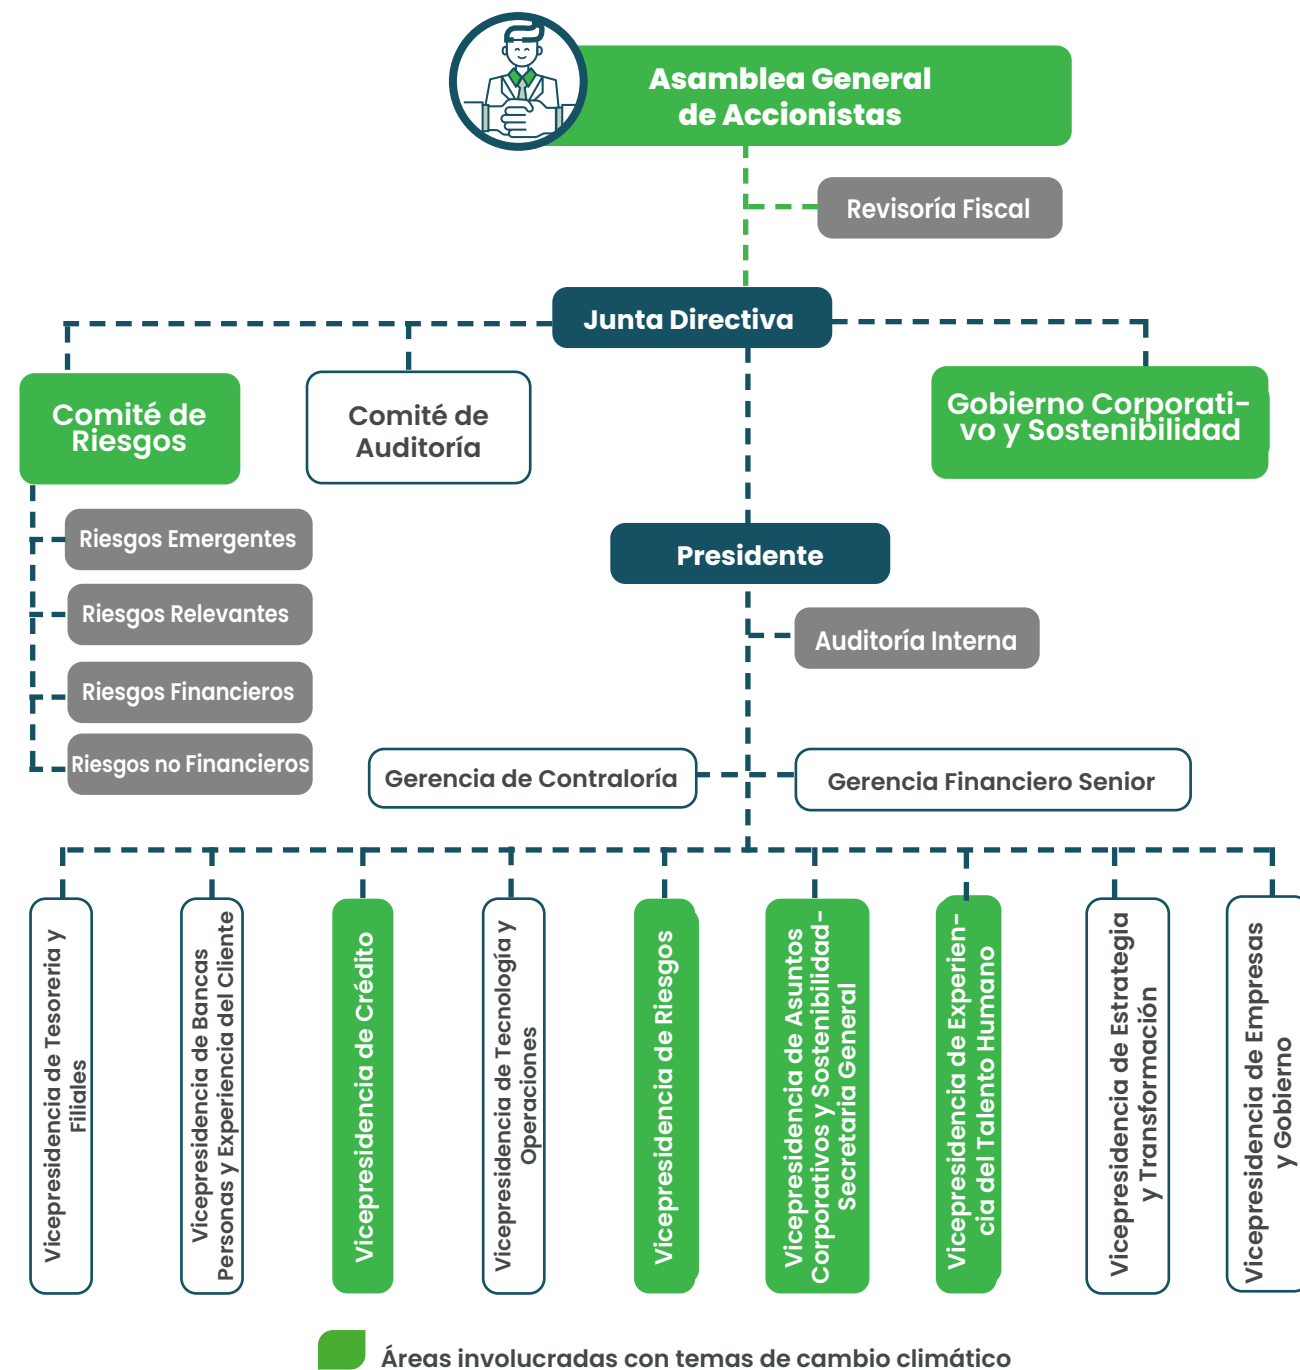 Asamblea General
de Accionistas
Revisoría Fiscal
Junta Directiva
Comité de
Riesgos
Comité de
Auditoría
Gobierno Corporati-
vo y Sostenibilidad
Riesgos Emergentes
Riesgos Relevantes
Riesgos Financieros
Riesgos no Financieros
Presidente
Auditoría Interna
Gerencia de Contraloría
Gerencia Financiero Senior
Vicepresidencia de Tesoreria y
Filiales
Vicepresidencia de Bancas
Personas y Experiencia del Cliente
Vicepresidencia de Crédito
Vicepresidencia de Tecnología y
Operaciones
Vicepresidencia de Riesgos
Vicepresidencia de Asuntos
Corporativos y Sostenibilidad-
Secretaria General
Vicepresidencia de Experien-
cia del Talento Humano
Vicepresidencia de Estrategia
y Transformación
Vicepresidencia de Empresas
y Gobierno
Áreas involucradas con temas de cambio climático